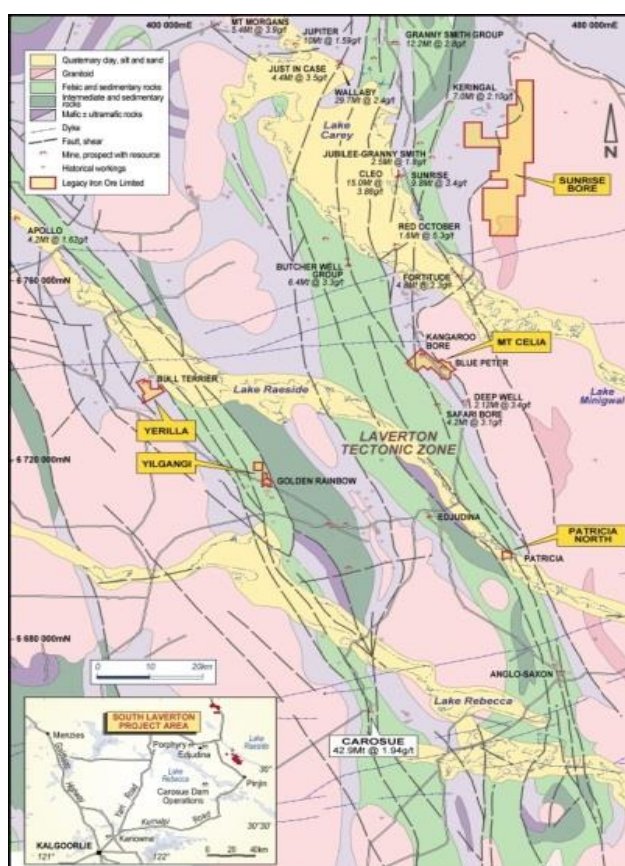 400 000mE
480 000mE
MT MORGANS
5.4Mt @ 3.9g/t
JUPITER
10Mt @ 1.59g/t
GRANNY SMITH GROUP
12.2Mt @ 2.8g/t
JUST IN CASE
4.4Mt @ 3.5g/t
WALLABY
29.7Mt @ 2.4g/t
KERINGAL
7.0Mt @ 2.10g/t
Quaternary clay, silt and sand
Granitoid
Felsic and sedimentary rocks
Intermediate and sedimentary
rocks
Mafic ± ultramafic rocks
Dyke
Fault, shear
Mine, prospect with resource
Historical workings
Legacy Iron Ore Limited
Lake
Carey
N
JUBILEE-GRANNY SMITH
2.5Mt @ 1.8g/t
CLEO
15.0Mt @
3.86g/t
SUNRISE
9.8Mt @ 3.4g/t
SUNRISE
BORE
APOLLO
4.2Mt @ 1.62g/t
RED OCTOBER
1.6Mt @ 5.3g/t
BUTCHER WELL
GROUP
6.4Mt @ 3.3g/t
FORTITUDE
4.8Mt @ 2.3g/t
6 760 000mN
KANGAROO
BORE
MT CELIA
BLUE PETER
BULL TERRIER
Lake Raeside
Lake
Minigwal
DEEP WELL
2.12Mt @ 3.4g/t
SAFARI BORE
4.2Mt @ 3.1g/t
YERILLA
LAVERTON
TECTONIC ZONE
6 720 000mN
YILGANGI
GOLDEN RAINBOW
EDJUDINA
PATRICIA
NORTH
PATRICIA
6 680 000mN
0 10 20km
ANGLO-SAXON
Lake Rebecca
CAROSUE
42.9Mt @ 1.94g/t
SOUTH LAVERTON
PROJECT AREA
Menzies
Goldfields
Highway
Yarri Road
Porphyry
Edjudina
Lake
Raeside
Lake
Rebecca
30°
Pinjin
Carosue Dam
Operations
Kurnalpi Road
Kanowna
30°30'
KALGOORLIE
121°
122°
0 20 40km